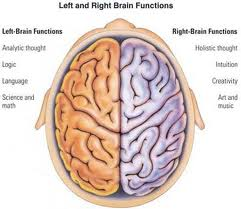 Left and Right Brain Functions
Left-Brain Functions
Analytic thought
Logic
Language
Science and
math
Right-Brain Functions
Holistic thought
Intuition
Creativity
Art and
music